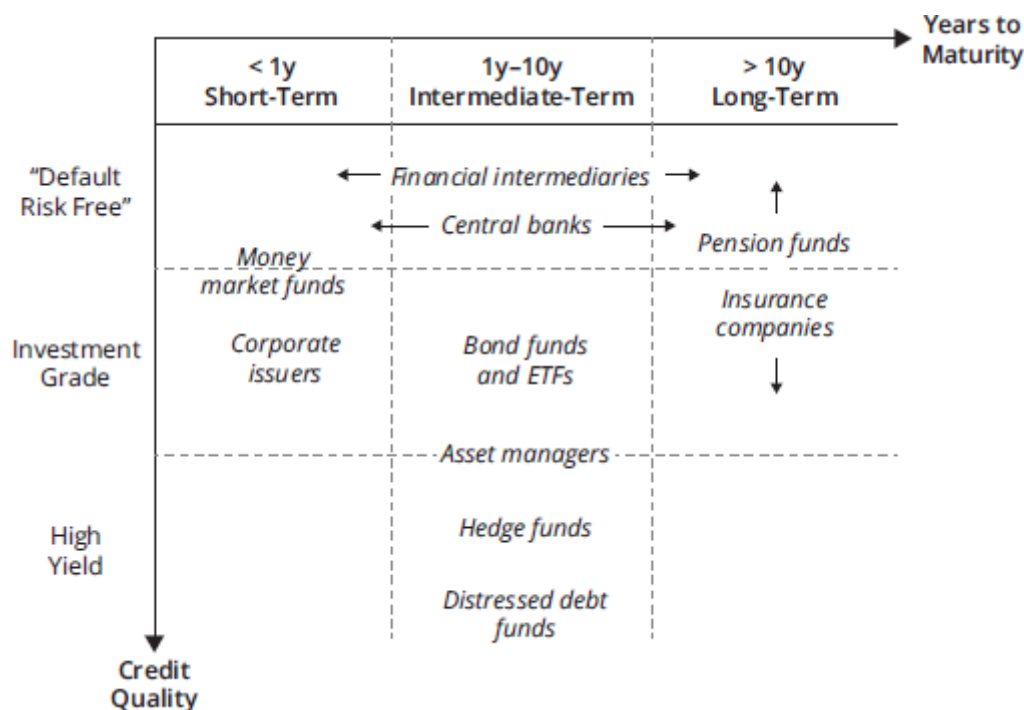 Years to
Maturity
< 1y
Short-Term
1y–10y
Intermediate-Term
> 10y
Long-Term
“Default
Risk Free”
Financial intermediaries
Central banks
Pension funds
Money
market funds
Insurance
companies
Investment
Grade
Corporate
issuers
Bond funds
and ETFs
Asset managers
High
Yield
Hedge funds
Distressed debt
funds
Credit
Quality